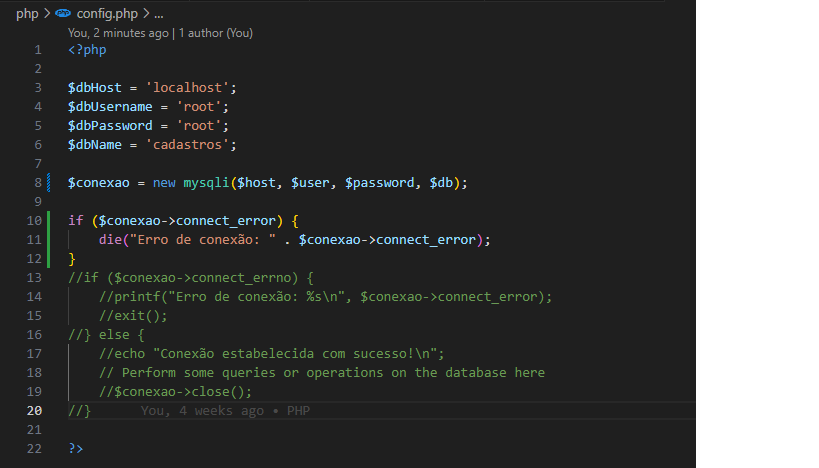 php > config.php > ...
You, 2 minutes ago | 1 author (You)
1 <?php
2
3 $dbHost = 'localhost';
4 $dbUsername = 'root';
5 $dbPassword = 'root';
6 $dbName = 'cadastros';
7
8 $conexao = new mysqli($host, $user, $password, $db);
9
10 if ($conexao->connect_error) {
11     die("Erro de conexão: " . $conexao->connect_error);
12 }
13 //if ($conexao->connect_errno) {
14     //printf("Erro de conexão: %s\n", $conexao->connect_error);
15     //exit();
16 //} else {
17     //echo "Conexão estabelecida com sucesso!\n";
18     // Perform some queries or operations on the database here
19     //$conexao->close();
20 //} You, 4 weeks ago • PHP
21
22 ?>